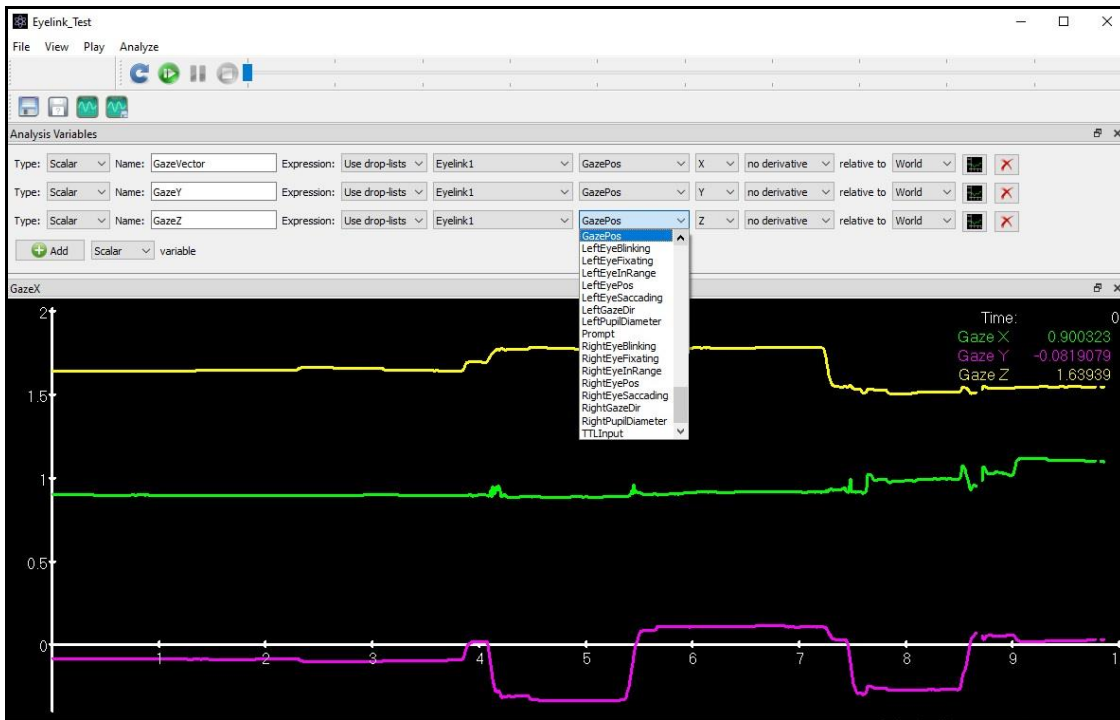 Eyelink_Test
File View Play Analyze
Analysis Variables
Type: Scalar Name: GazeVector Expression: Use drop-lists Eyelink1 GazePos X no derivative relative to World
Type: Scalar Name: GazeY Expression: Use drop-lists Eyelink1 GazePos Y no derivative relative to World
Type: Scalar Name: GazeZ Expression: Use drop-lists Eyelink1 GazePos Z no derivative relative to World
Add Scalar variable
GazePos
LeftEyeBlinking
LeftEyeFixating
LeftEyeInRange
LeftEyePos
LeftEyeSaccading
LeftGazeDir
LeftPupilDiameter
Prompt
RightEyeBlinking
RightEyeFixating
RightEyeInRange
RightEyePos
RightEyeSaccading
RightGazeDir
RightPupilDiameter
TTLInput
GazeX
Time: 0
Gaze X 0.900323
Gaze Y -0.0819079
Gaze Z 1.63939
2
1.5
1
0.5
0
1 2 3 4 5 6 7 8 9 1